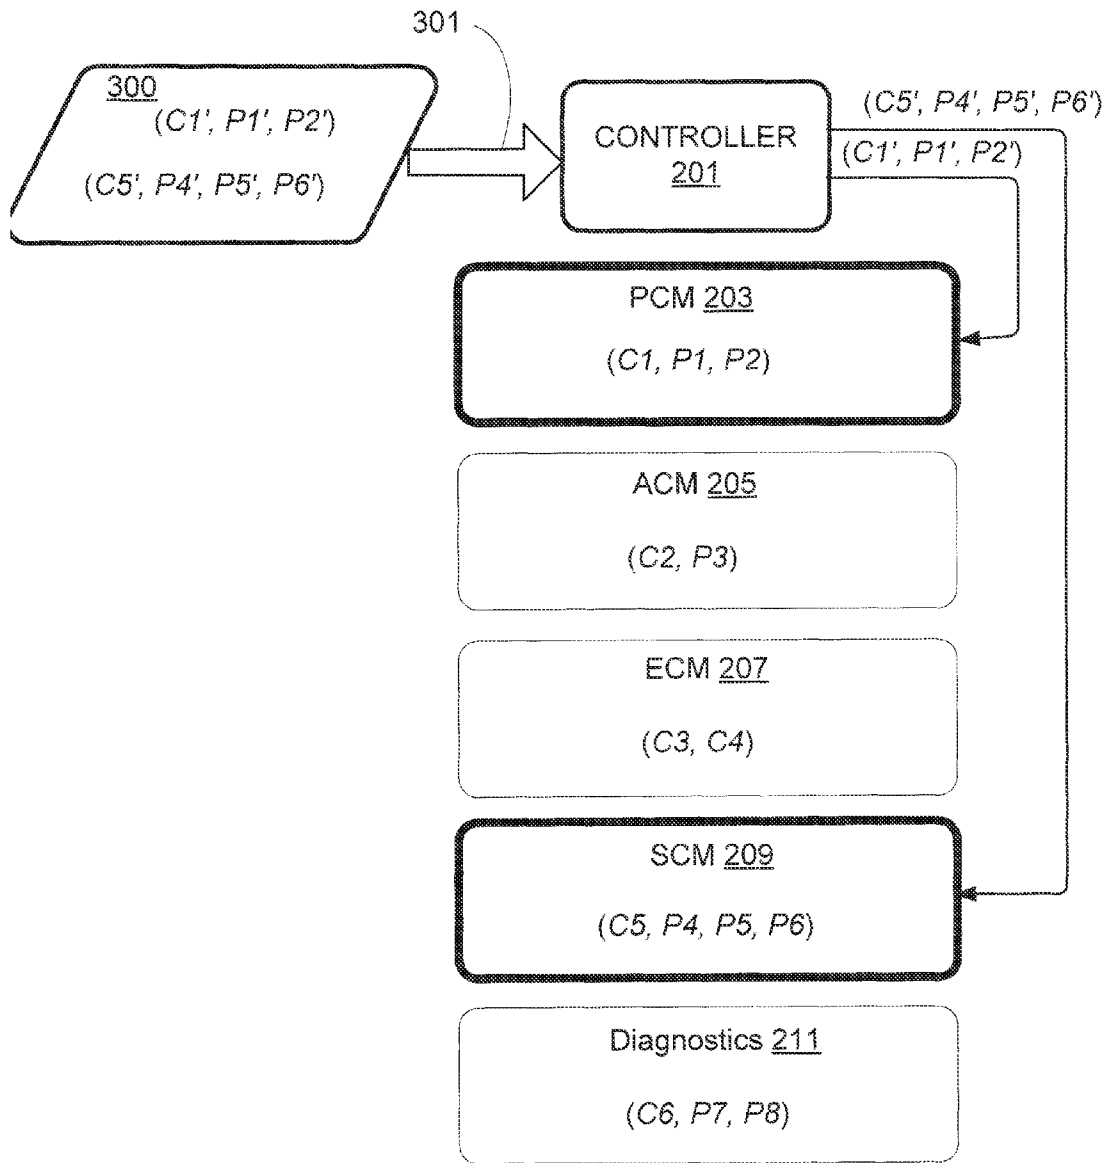 301
300
(C1', P1', P2')
(C5', P4', P5', P6')
CONTROLLER
201
(C5', P4', P5', P6')
(C1', P1', P2')
PCM 203
(C1, P1, P2)
ACM 205
(C2, P3)
ECM 207
(C3, C4)
SCM 209
(C5, P4, P5, P6)
Diagnostics 211
(C6, P7, P8)